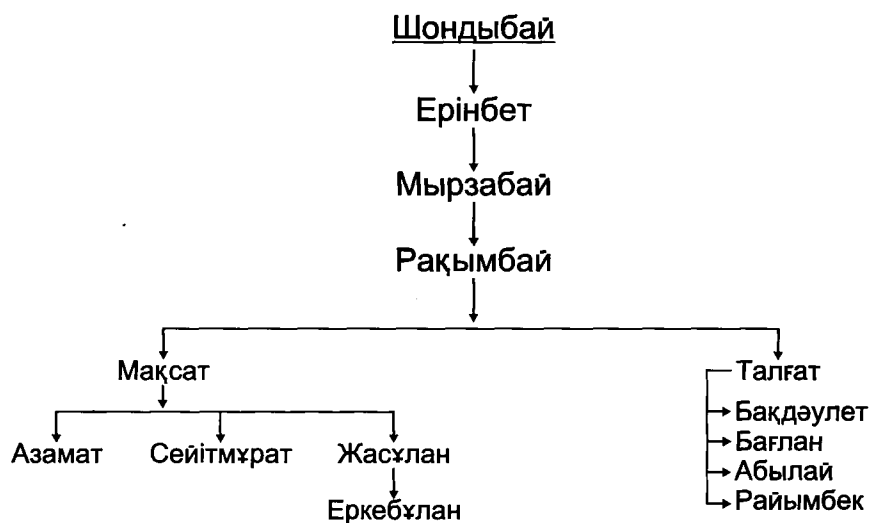 Шондыбай
Ерінбет
Мырзабай
Рақымбай
Мақсат
Талғат
Азамат
Сейітмұрат
Жасұлан
Еркебұлан
Бақдәулет
Бағлан
Абылай
Райымбек